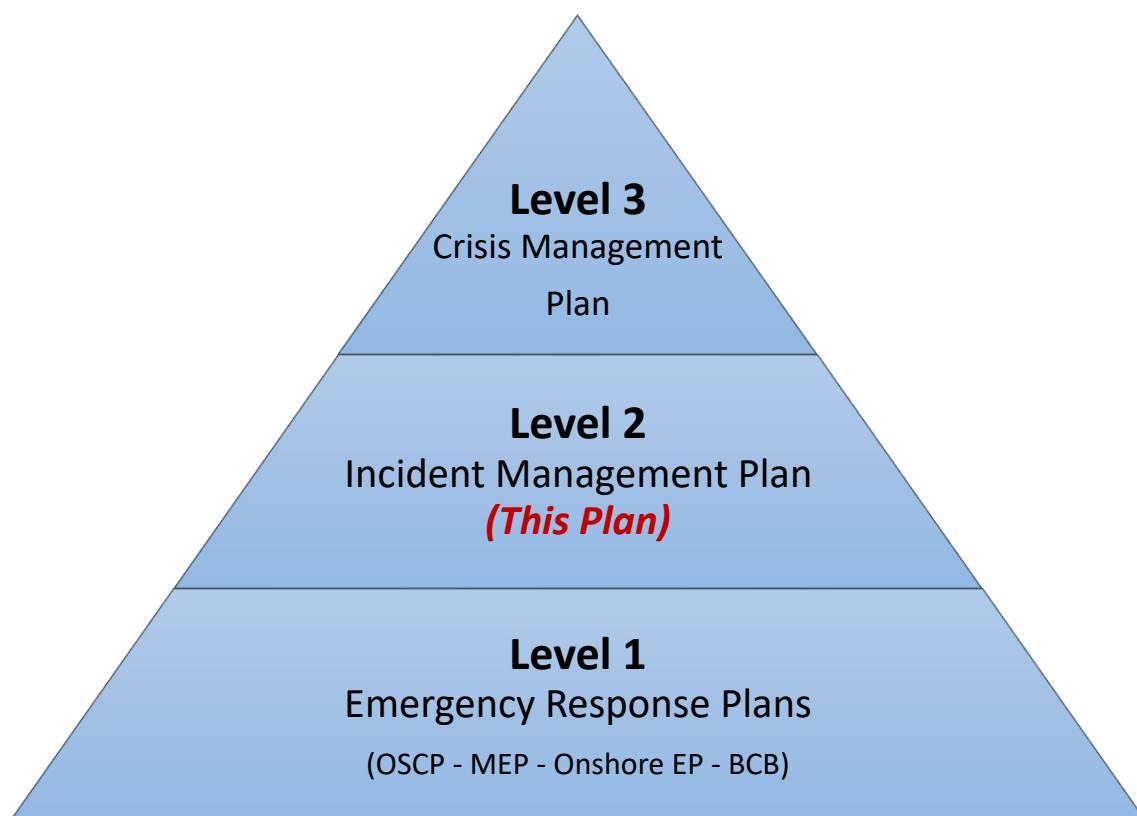 Level 3
Crisis Management
Plan
Level 2
Incident Management Plan
(This Plan)
Level 1
Emergency Response Plans
(OSCP - MEP - Onshore EP - BCB)